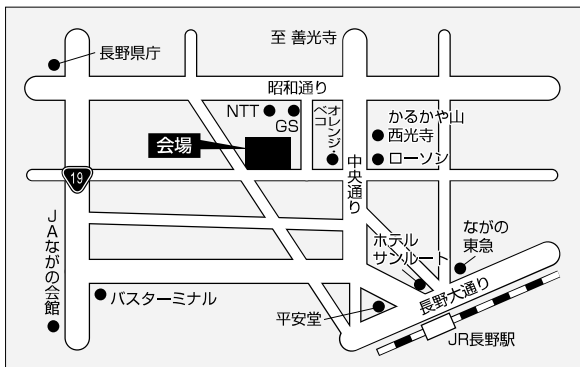 至 善光寺
長野県庁
昭和通り
NTT
GS
オレンジ・
ペコ
かるかや山
西光寺
ローソン
会場
19
中央通り
JAながの会館
バスターミナル
ホテル
サンルート
ながの
東急
平安堂
長野大通り
JR長野駅